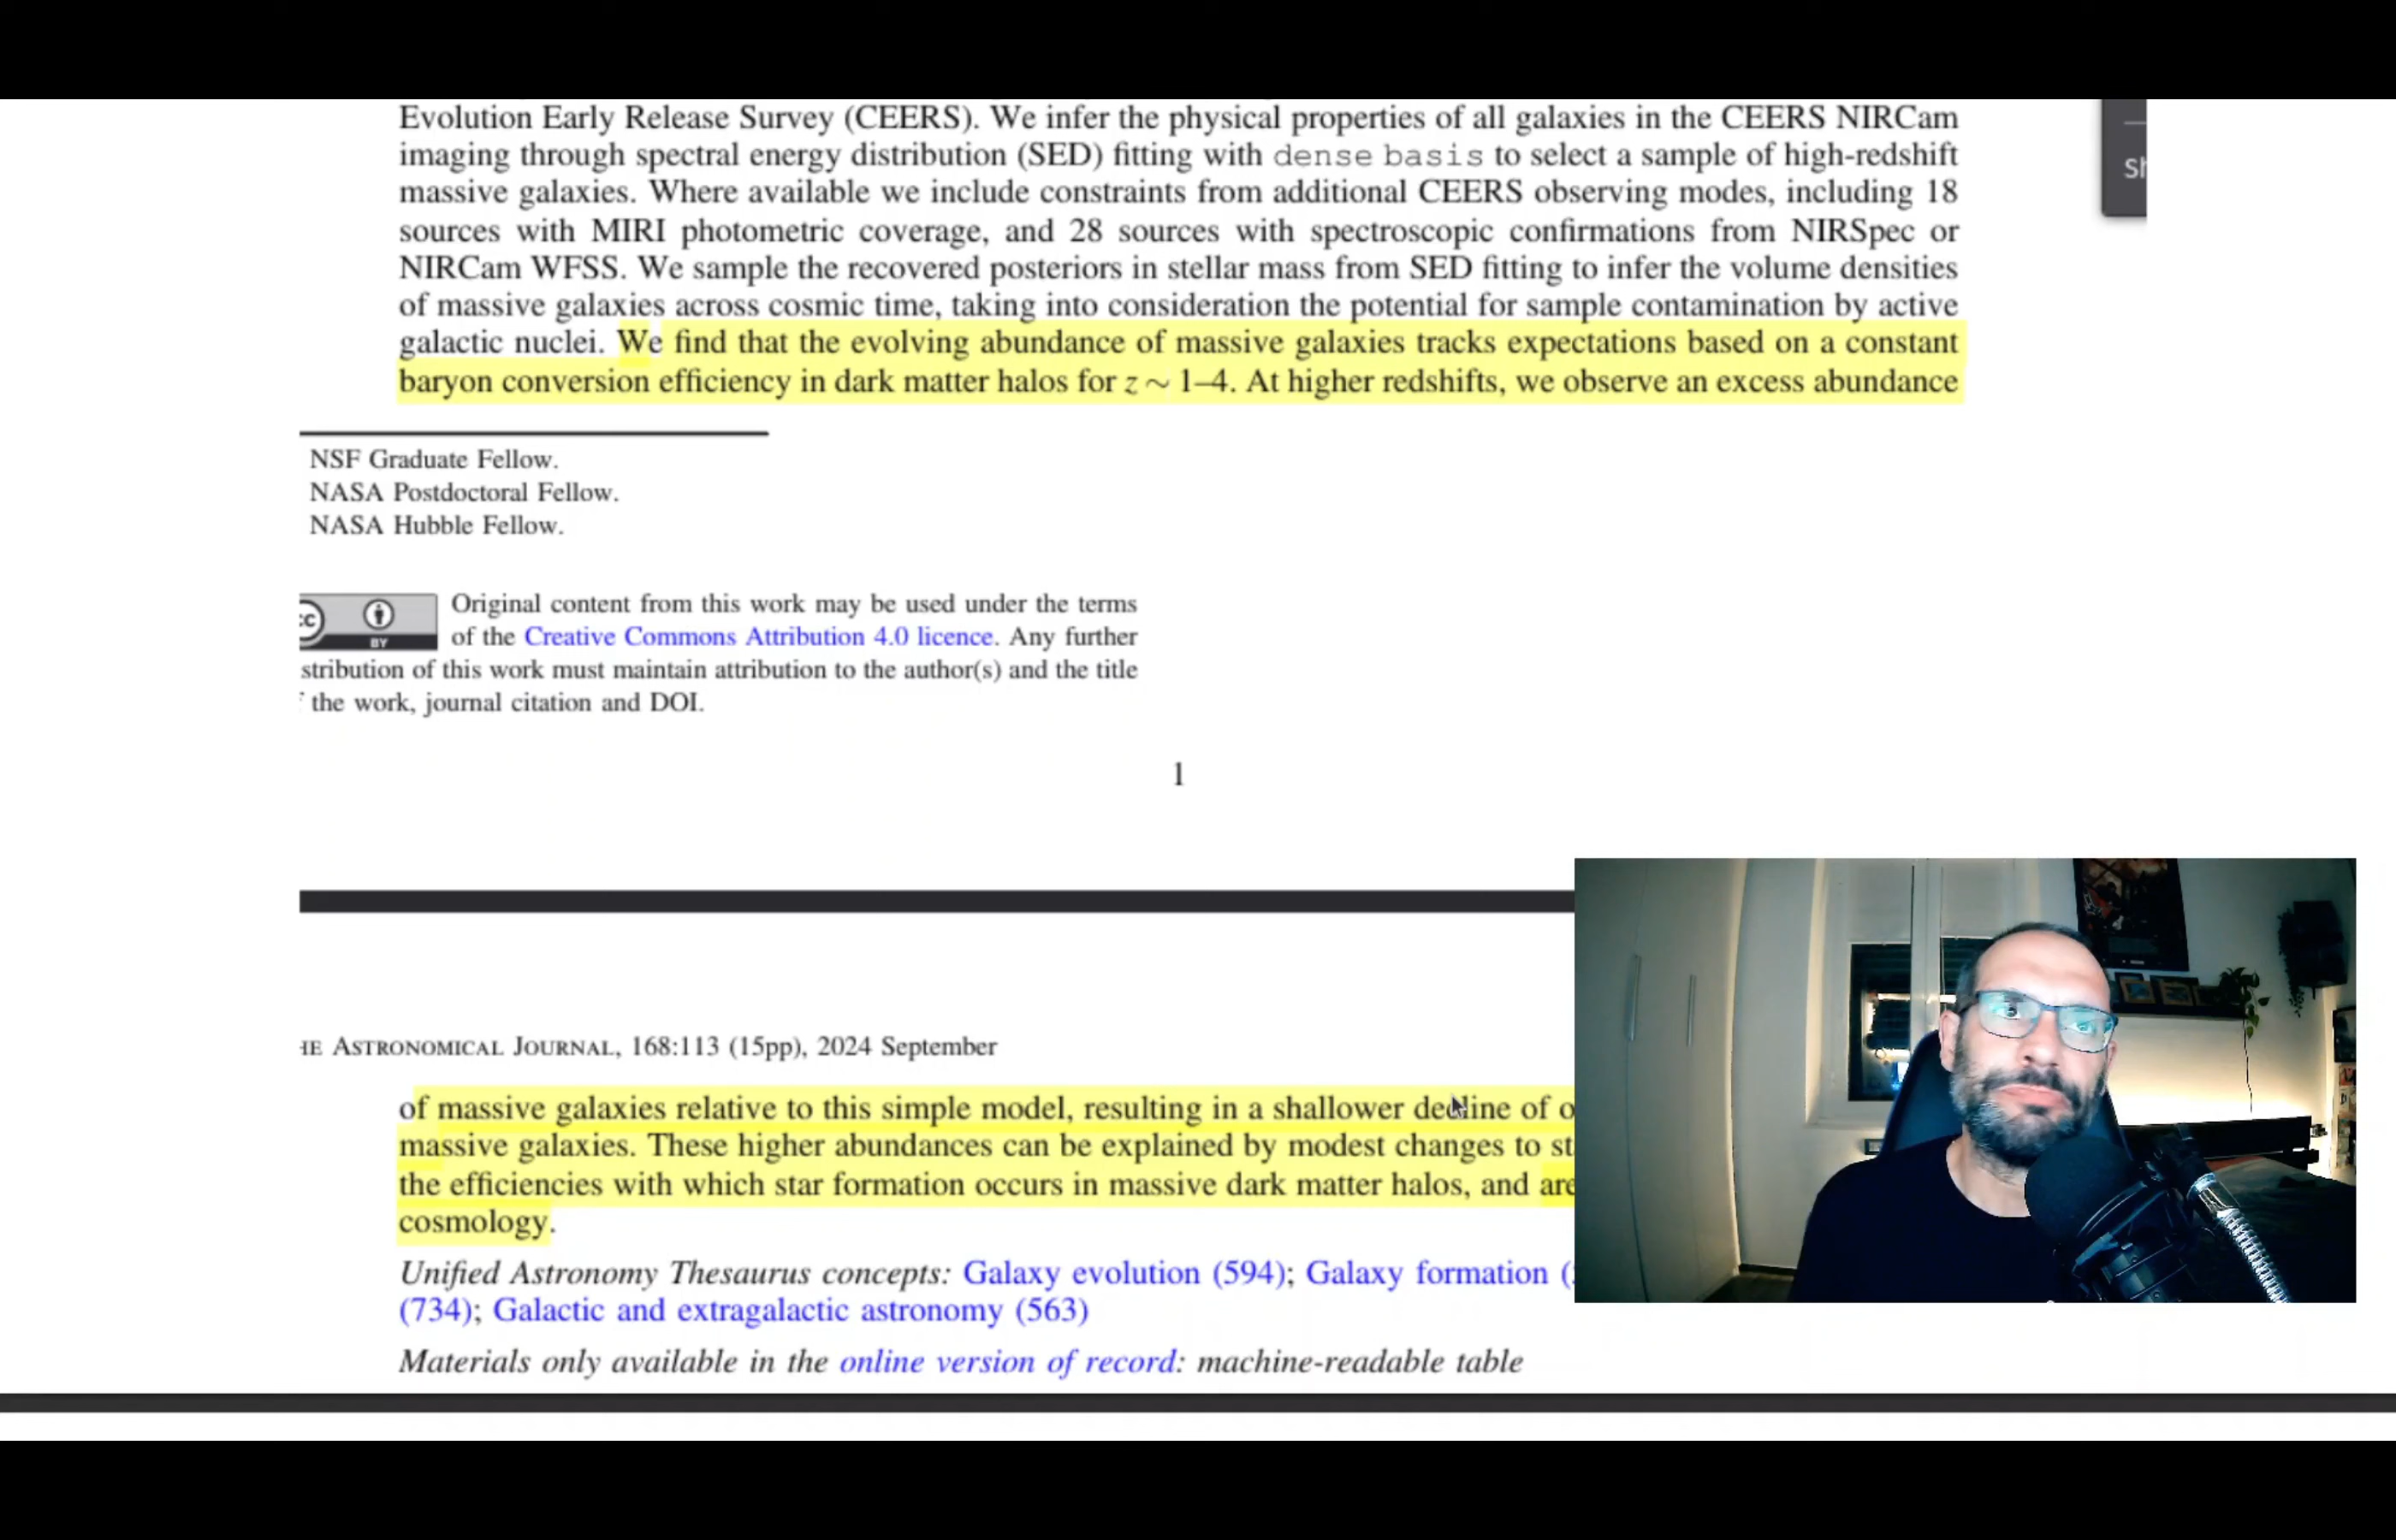 Evolution Early Release Survey (CEERS). We infer the physical properties of all galaxies in the CEERS NIRCam
imaging through spectral energy distribution (SED) fitting with dense basis to select a sample of high-redshift
massive galaxies. Where available we include constraints from additional CEERS observing modes, including 18
sources with MIRI photometric coverage, and 28 sources with spectroscopic confirmations from NIRSpec or
NIRCam WFSS. We sample the recovered posteriors in stellar mass from SED fitting to infer the volume densities
of massive galaxies across cosmic time, taking into consideration the potential for sample contamination by active
galactic nuclei. We find that the evolving abundance of massive galaxies tracks expectations based on a constant
baryon conversion efficiency in dark matter halos for z ~ 1–4. At higher redshifts, we observe an excess abundance
sh
NSF Graduate Fellow.
NASA Postdoctoral Fellow.
NASA Hubble Fellow.
cc BY
Original content from this work may be used under the terms
of the Creative Commons Attribution 4.0 licence. Any further
stribution of this work must maintain attribution to the author(s) and the title
the work, journal citation and DOI.
1
HE ASTRONOMICAL JOURNAL, 168:113 (15pp), 2024 September
of massive galaxies relative to this simple model, resulting in a shallower decline of o
massive galaxies. These higher abundances can be explained by modest changes to st
the efficiencies with which star formation occurs in massive dark matter halos, and are
cosmology.
Unified Astronomy Thesaurus concepts: Galaxy evolution (594); Galaxy formation (
(734); Galactic and extragalactic astronomy (563)
Materials only available in the online version of record: machine-readable table